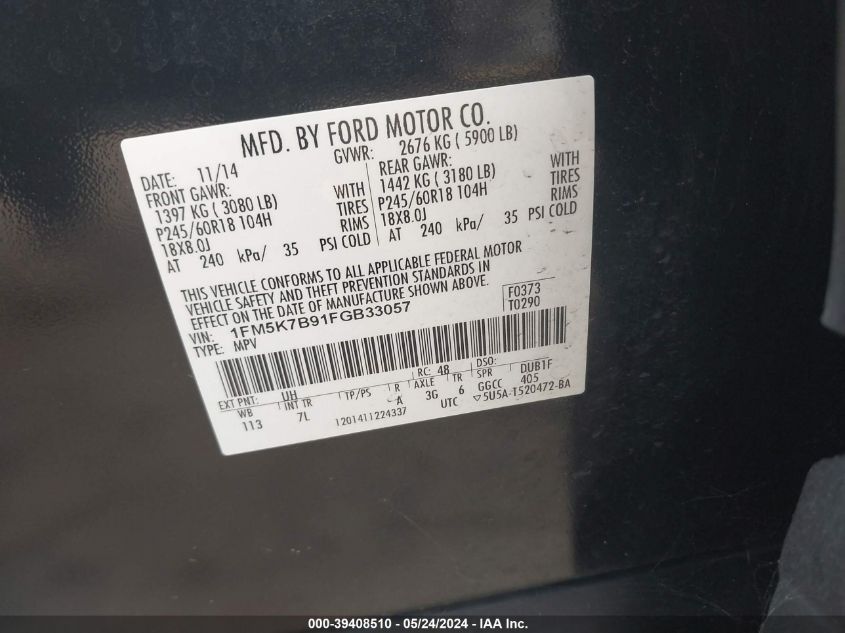 MFD. BY FORD MOTOR CO.
DATE: 11/14 GVWR: 2676 KG ( 5900 LB)
FRONT GAWR: REAR GAWR:
1397 KG ( 3080 LB) WITH 1442 KG ( 3180 LB) WITH
P245/60R18 104H TIRES P245/60R18 104H TIRES
18X8.0J RIMS 18X8.0J RIMS
AT 240 kPa/ 35 PSI COLD AT 240 kPa/ 35 PSI COLD
THIS VEHICLE CONFORMS TO ALL APPLICABLE FEDERAL MOTOR
VEHICLE SAFETY AND THEFT PREVENTION STANDARDS IN
EFFECT ON THE DATE OF MANUFACTURE SHOWN ABOVE.
F0373
T0290
VIN: 1FM5K7B91FGB33057
TYPE: MPV
EXT PNT: UH RC: 48 DSO:
WB INT TR TP/PS R AXLE TR SPR DUB1F
113 7L A 3G 6 GGCC 405
1201411224337 UTC ▽5U5A-T520472-BA
000-39408510 - 05/24/2024 - IAA Inc.